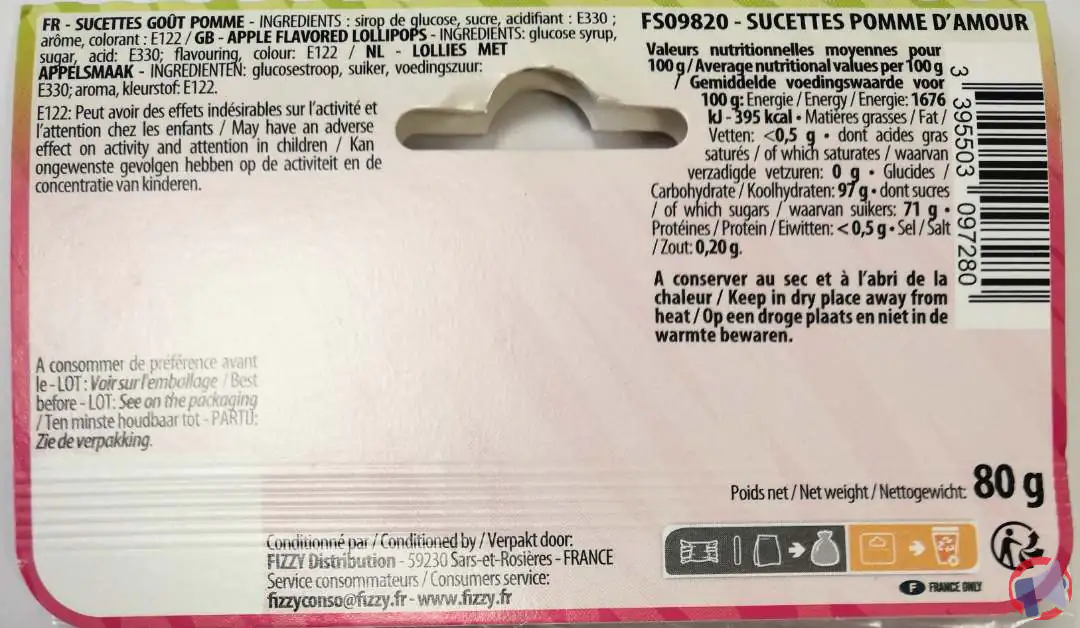 FR - SUCETTES GOÛT POMME - INGREDIENTS : sirop de glucose, sucre, acidifiant : E330 ;
arôme, colorant : E122 / GB - APPLE FLAVORED LOLLIPOPS - INGREDIENTS: glucose syrup,
sugar, acid: E330; flavouring, colour: E122 / NL - LOLLIES MET
APPELSMAAK - INGREDIENTEN: glucosestroop, suiker, voedingszuur:
E330; aroma, kleurstof: E122.
E122: Peut avoir des effets indésirables sur l'activité et
l'attention chez les enfants / May have an adverse
effect on activity and attention in children / Kan
ongewenste gevolgen hebben op de activiteit en de
concentratie van kinderen.
A consommer de préférence avant
le - LOT : Voir sur l'emballage / Best
before - LOT: See on the packaging
/ Ten minste houdbaar tot - PARTIJ:
Zie de verpakking.
Conditionné par / Conditioned by / Verpakt door:
FIZZY Distribution - 59230 Sars-et-Rosières - FRANCE
Service consommateurs / Consumers service:
fizzyconso@fizzy.fr - www.fizzy.fr
FS09820 - SUCETTES POMME D'AMOUR
Valeurs nutritionnelles moyennes pour
100 g / Average nutritional values per 100 g
/ Gemiddelde voedingswaarde voor
100 g: Energie / Energy / Energie: 1676
kJ - 395 kcal • Matières grasses / Fat /
Vetten: <0,5 g • dont acides gras
saturés / of which saturates / waarvan
verzadigde vetzuren: 0 g • Glucides /
Carbohydrate / Koolhydraten: 97 g • dont sucres
/ of which sugars / waarvan suikers: 71 g •
Protéines / Protein / Eiwitten: < 0,5 g • Sel / Salt
/ Zout: 0,20 g.
A conserver au sec et à l'abri de la
chaleur / Keep in dry place away from
heat / Op een droge plaats en niet in de
warmte bewaren.
3 395503 097280
Poids net / Net weight / Nettogewicht: 80 g
F FRANCE ONLY